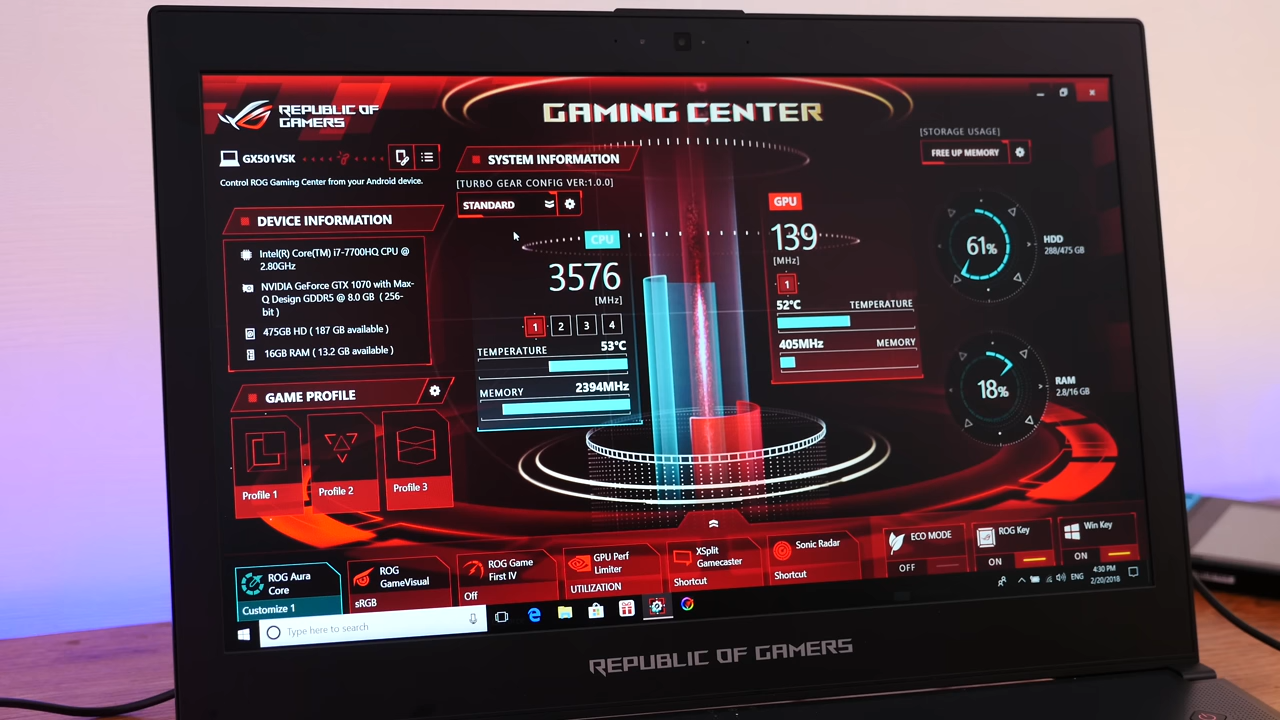 REPUBLIC OF
GAMERS
GAMING CENTER
GX501VSK
Control ROG Gaming Center from your Android device.
DEVICE INFORMATION
Intel(R) Core(TM) i7-7700HQ CPU @
2.80GHz
NVIDIA GeForce GTX 1070 with Max-
Q Design GDDR5 @ 8.0 GB ( 256-
bit )
475GB HD ( 187 GB available )
16GB RAM ( 13.2 GB available )
GAME PROFILE
Profile 1
Profile 2
Profile 3
SYSTEM INFORMATION
[TURBO GEAR CONFIG VER:1.0.0]
STANDARD
CPU
3576
[MHz]
1 2 3 4
53°C
TEMPERATURE
MEMORY 2394MHz
GPU
139
[MHz]
1
52°C TEMPERATURE
405MHz MEMORY
[STORAGE USAGE]
FREE UP MEMORY
61%
HDD
288/475 GB
18%
RAM
2.8/16 GB
ROG Aura
Core
Customize 1
ROG
GameVisual
sRGB
ROG Game
First IV
Off
GPU Perf
Limiter
UTILIZATION
XSplit
Gamecaster
Shortcut
Sonic Radar
Shortcut
ECO MODE
OFF
ROG Key
ON
Win Key
ON
Type here to search
ENG
4:30 PM
2/20/2018
REPUBLIC OF GAMERS